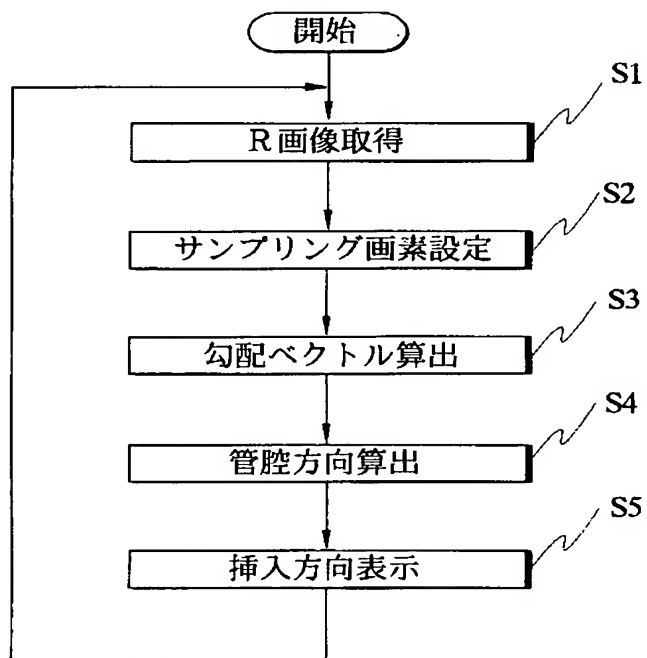 開始
S1
R画像取得
S2
サンプリング画素設定
S3
勾配ベクトル算出
S4
管腔方向算出
S5
挿入方向表示